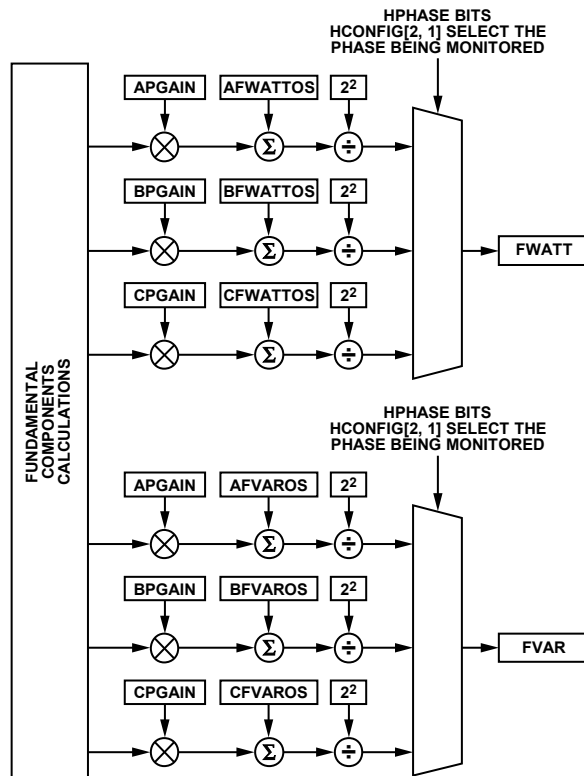 HPHASE BITS
HCONFIG[2, 1] SELECT THE
PHASE BEING MONITORED
FUNDAMENTAL
COMPONENTS
CALCULATIONS
APGAIN
AFWATTOS
2²
Σ
÷
BPGAIN
BFWATTOS
2²
Σ
÷
FWATT
CPGAIN
CFWATTOS
2²
Σ
÷
HPHASE BITS
HCONFIG[2, 1] SELECT THE
PHASE BEING MONITORED
APGAIN
AFVAROS
2²
Σ
÷
BPGAIN
BFVAROS
2²
Σ
÷
FVAR
CPGAIN
CFVAROS
2²
Σ
÷